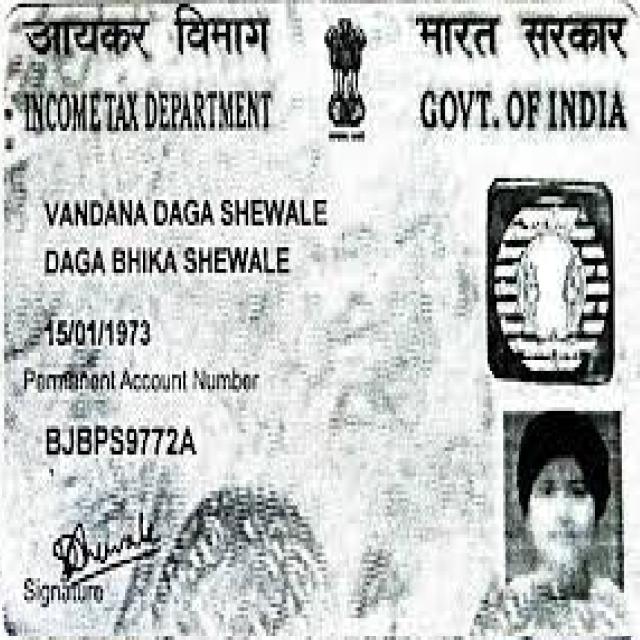 आयकर विभाग भारत सरकार
INCOME TAX DEPARTMENT GOVT. OF INDIA
VANDANA DAGA SHEWALE
DAGA BHIKA SHEWALE
15/01/1973
Permanent Account Number
BJBPS9772A
Shewale
Signature